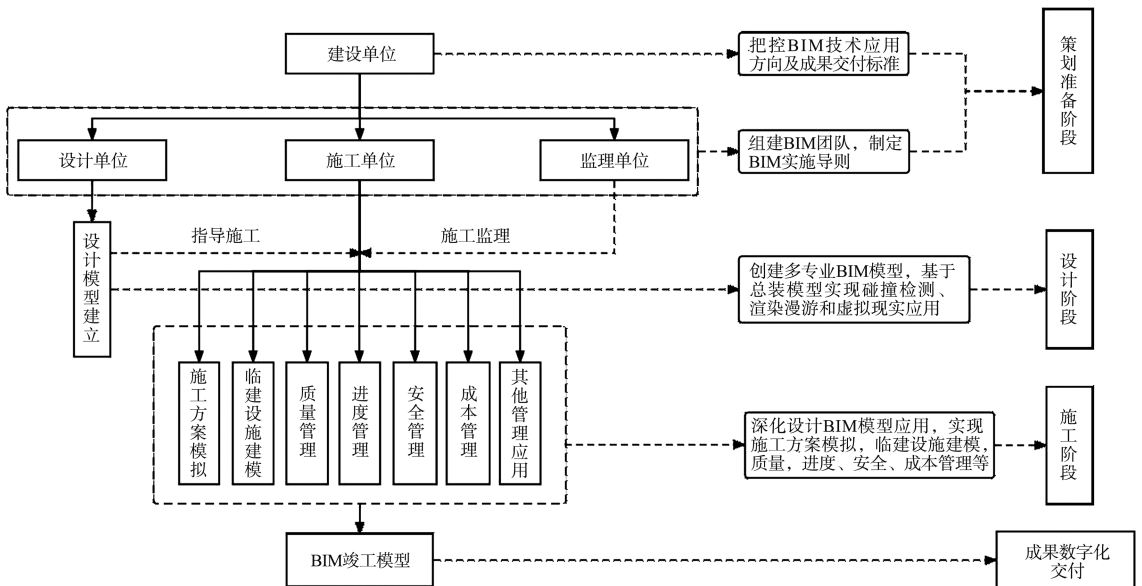 建设单位
把控BIM技术应用
方向及成果交付标准
策划准备阶段
设计单位
施工单位
监理单位
组建BIM团队，制定
BIM实施导则
设计模型建立
指导施工
施工监理
创建多专业BIM模型，基于
总装模型实现碰撞检测、
渲染漫游和虚拟现实应用
设计阶段
施工方案模拟
临建设施建模
质量管理
进度管理
安全管理
成本管理
其他管理应用
深化设计BIM模型应用，实现
施工方案模拟，临建设施建模，
质量，进度、安全、成本管理等
施工阶段
BIM竣工模型
成果数字化
交付